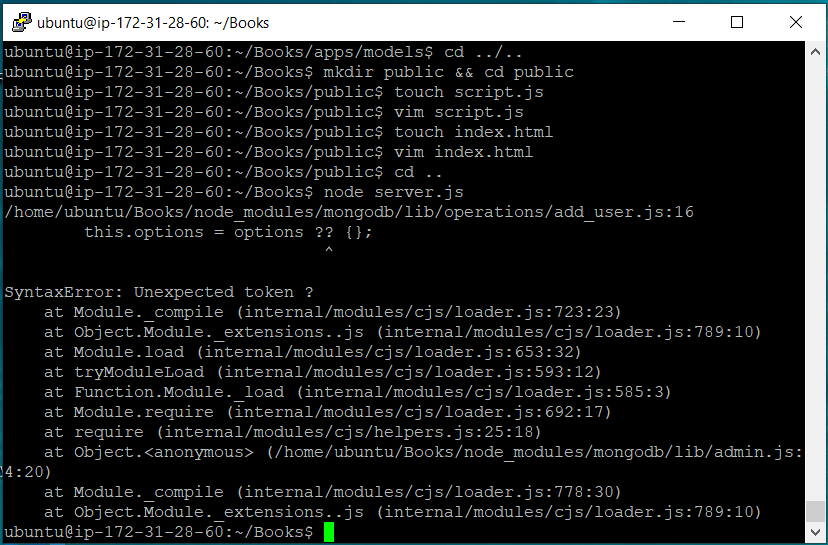 ubuntu@ip-172-31-28-60: ~/Books
ubuntu@ip-172-31-28-60:~/Books/apps/models$ cd ../..
ubuntu@ip-172-31-28-60:~/Books$ mkdir public && cd public
ubuntu@ip-172-31-28-60:~/Books/public$ touch script.js
ubuntu@ip-172-31-28-60:~/Books/public$ vim script.js
ubuntu@ip-172-31-28-60:~/Books/public$ touch index.html
ubuntu@ip-172-31-28-60:~/Books/public$ vim index.html
ubuntu@ip-172-31-28-60:~/Books/public$ cd ..
ubuntu@ip-172-31-28-60:~/Books$ node server.js
/home/ubuntu/Books/node_modules/mongodb/lib/operations/add_user.js:16
        this.options = options ?? {};
                                ^
SyntaxError: Unexpected token ?
    at Module._compile (internal/modules/cjs/loader.js:723:23)
    at Object.Module._extensions..js (internal/modules/cjs/loader.js:789:10)
    at Module.load (internal/modules/cjs/loader.js:653:32)
    at tryModuleLoad (internal/modules/cjs/loader.js:593:12)
    at Function.Module._load (internal/modules/cjs/loader.js:585:3)
    at Module.require (internal/modules/cjs/loader.js:692:17)
    at require (internal/modules/cjs/helpers.js:25:18)
    at Object.<anonymous> (/home/ubuntu/Books/node_modules/mongodb/lib/admin.js:
4:20)
    at Module._compile (internal/modules/cjs/loader.js:778:30)
    at Object.Module._extensions..js (internal/modules/cjs/loader.js:789:10)
ubuntu@ip-172-31-28-60:~/Books$